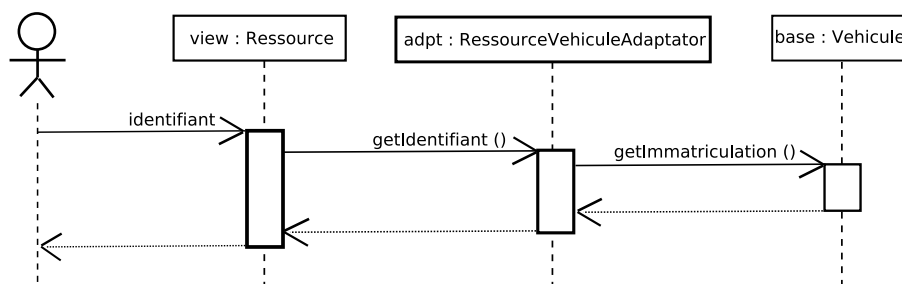 view : Ressource
adpt : RessourceVehiculeAdaptator
base : Vehicule
identifiant
getIdentifiant ()
getImmatriculation ()